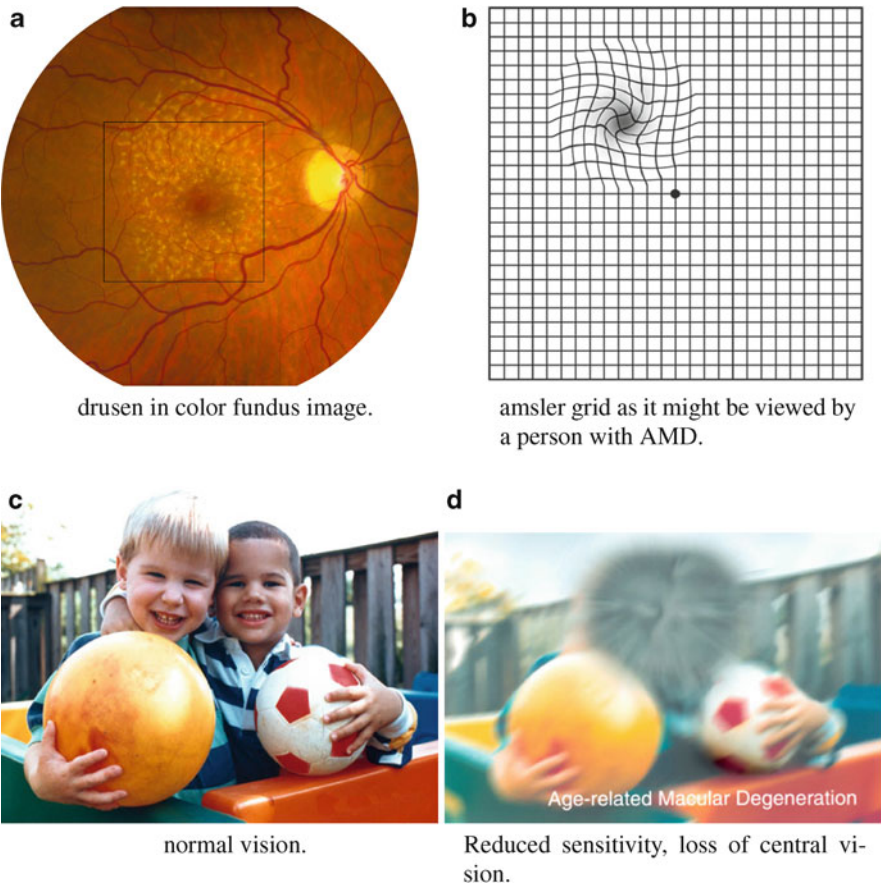 a
b
drusen in color fundus image.
amsler grid as it might be viewed by
a person with AMD.
c
d
Age-related Macular Degeneration
normal vision.
Reduced sensitivity, loss of central vi-
sion.